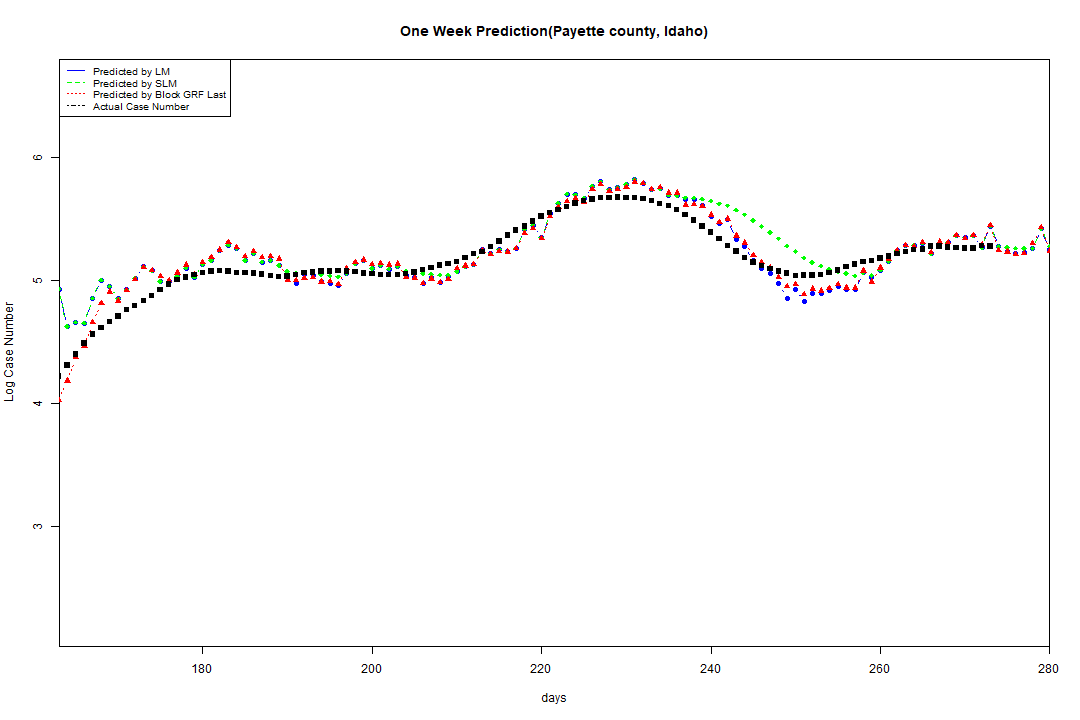 One Week Prediction(Payette county, Idaho)
Predicted by LM
Predicted by SLM
Predicted by Block GRF Last
Actual Case Number
6
5
4
3
Log Case Number
180 200 220 240 260 280
days